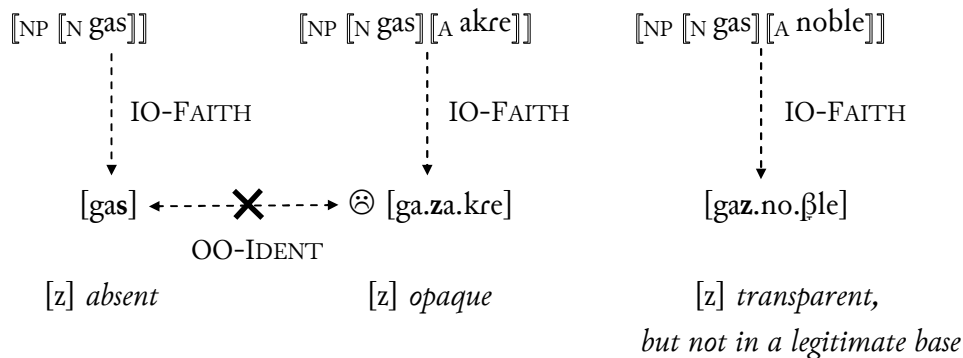 ⟦NP ⟦N gas⟧⟧ ⟦NP ⟦N gas⟧⟦A akɾe⟧⟧ ⟦NP ⟦N gas⟧⟦A noble⟧⟧
IO-FAITH IO-FAITH IO-FAITH
[gas] ☹ [ga.za.kɾe] [gaz.no.β̞le]
OO-IDENT
[z] absent [z] opaque [z] transparent,
but not in a legitimate base